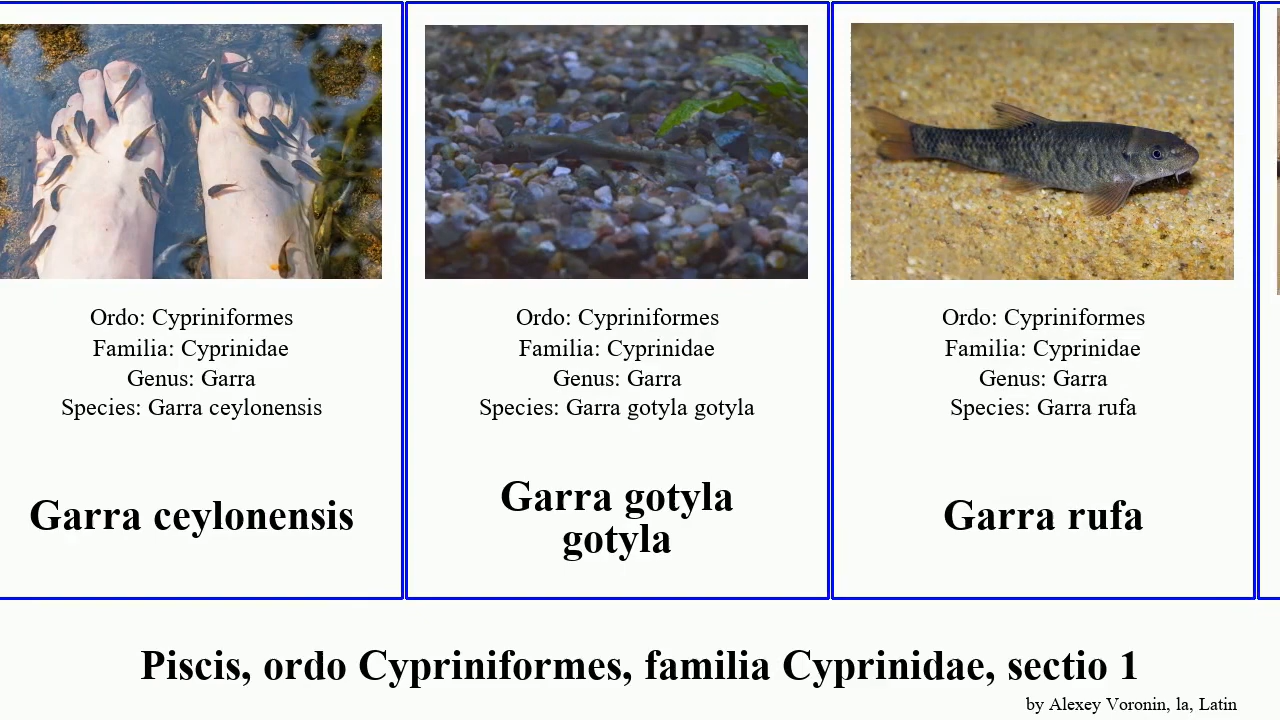 Ordo: Cypriniformes
Familia: Cyprinidae
Genus: Garra
Species: Garra ceylonensis
Garra ceylonensis
Ordo: Cypriniformes
Familia: Cyprinidae
Genus: Garra
Species: Garra gotyla gotyla
Garra gotyla
gotyla
Ordo: Cypriniformes
Familia: Cyprinidae
Genus: Garra
Species: Garra rufa
Garra rufa
Piscis, ordo Cypriniformes, familia Cyprinidae, sectio 1
by Alexey Voronin, la, Latin